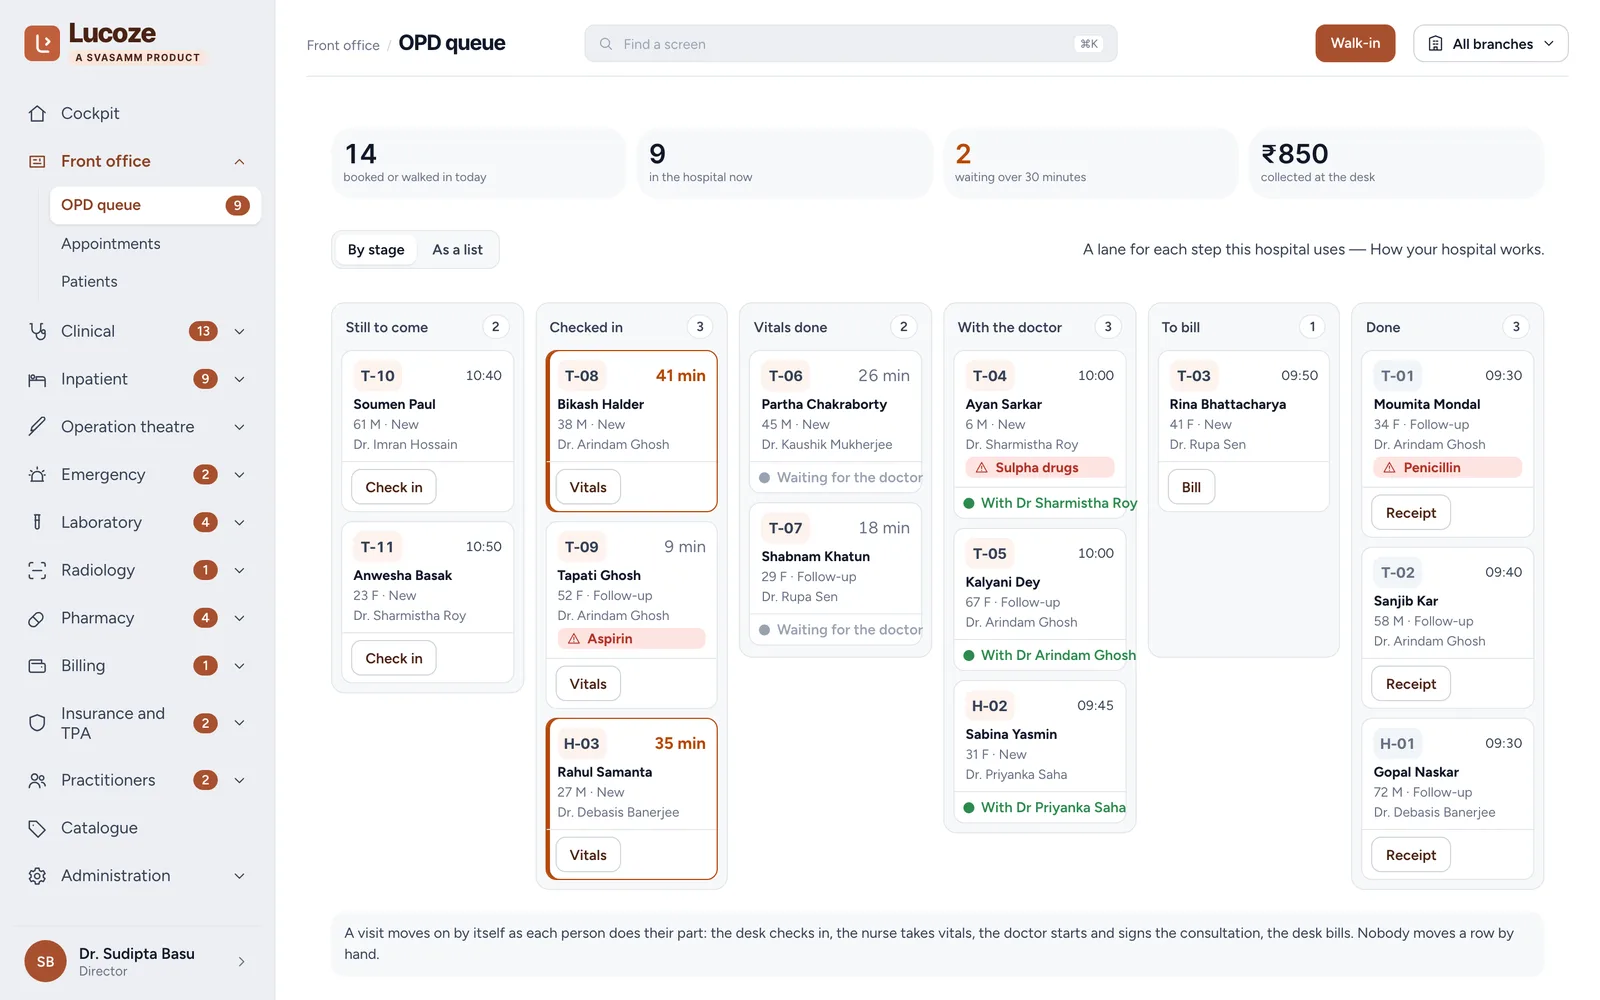 Lucoze
A SVASAMM PRODUCT
Cockpit
Front office
OPD queue 9
Appointments
Patients
Clinical 13
Inpatient 9
Operation theatre
Emergency 2
Laboratory 4
Radiology 1
Pharmacy 4
Billing 1
Insurance and
TPA 2
Practitioners 2
Catalogue
Administration
SB
Dr. Sudipta Basu
Director
Front office / OPD queue
Find a screen ⌘K
Walk-in
All branches
14
booked or walked in today
9
in the hospital now
2
waiting over 30 minutes
₹850
collected at the desk
By stage As a list
A lane for each step this hospital uses — How your hospital works.
Still to come 2
T-10 10:40
Soumen Paul
61 M · New
Dr. Imran Hossain
Check in
T-11 10:50
Anwesha Basak
23 F · New
Dr. Sharmistha Roy
Check in
Checked in 3
T-08 41 min
Bikash Halder
38 M · New
Dr. Arindam Ghosh
Vitals
T-09 9 min
Tapati Ghosh
52 F · Follow-up
Dr. Arindam Ghosh
Aspirin
Vitals
H-03 35 min
Rahul Samanta
27 M · New
Dr. Debasis Banerjee
Vitals
Vitals done 2
T-06 26 min
Partha Chakraborty
45 M · New
Dr. Kaushik Mukherjee
Waiting for the doctor
T-07 18 min
Shabnam Khatun
29 F · Follow-up
Dr. Rupa Sen
Waiting for the doctor
With the doctor 3
T-04 10:00
Ayan Sarkar
6 M · New
Dr. Sharmistha Roy
Sulpha drugs
With Dr Sharmistha Roy
T-05 10:00
Kalyani Dey
67 F · Follow-up
Dr. Arindam Ghosh
With Dr Arindam Ghosh
H-02 09:45
Sabina Yasmin
31 F · New
Dr. Priyanka Saha
With Dr Priyanka Saha
To bill 1
T-03 09:50
Rina Bhattacharya
41 F · New
Dr. Rupa Sen
Bill
Done 3
T-01 09:30
Moumita Mondal
34 F · Follow-up
Dr. Arindam Ghosh
Penicillin
Receipt
T-02 09:40
Sanjib Kar
58 M · Follow-up
Dr. Arindam Ghosh
Receipt
H-01 09:30
Gopal Naskar
72 M · Follow-up
Dr. Debasis Banerjee
Receipt
A visit moves on by itself as each person does their part: the desk checks in, the nurse takes vitals, the doctor starts and signs the consultation, the desk bills. Nobody moves a row by
hand.